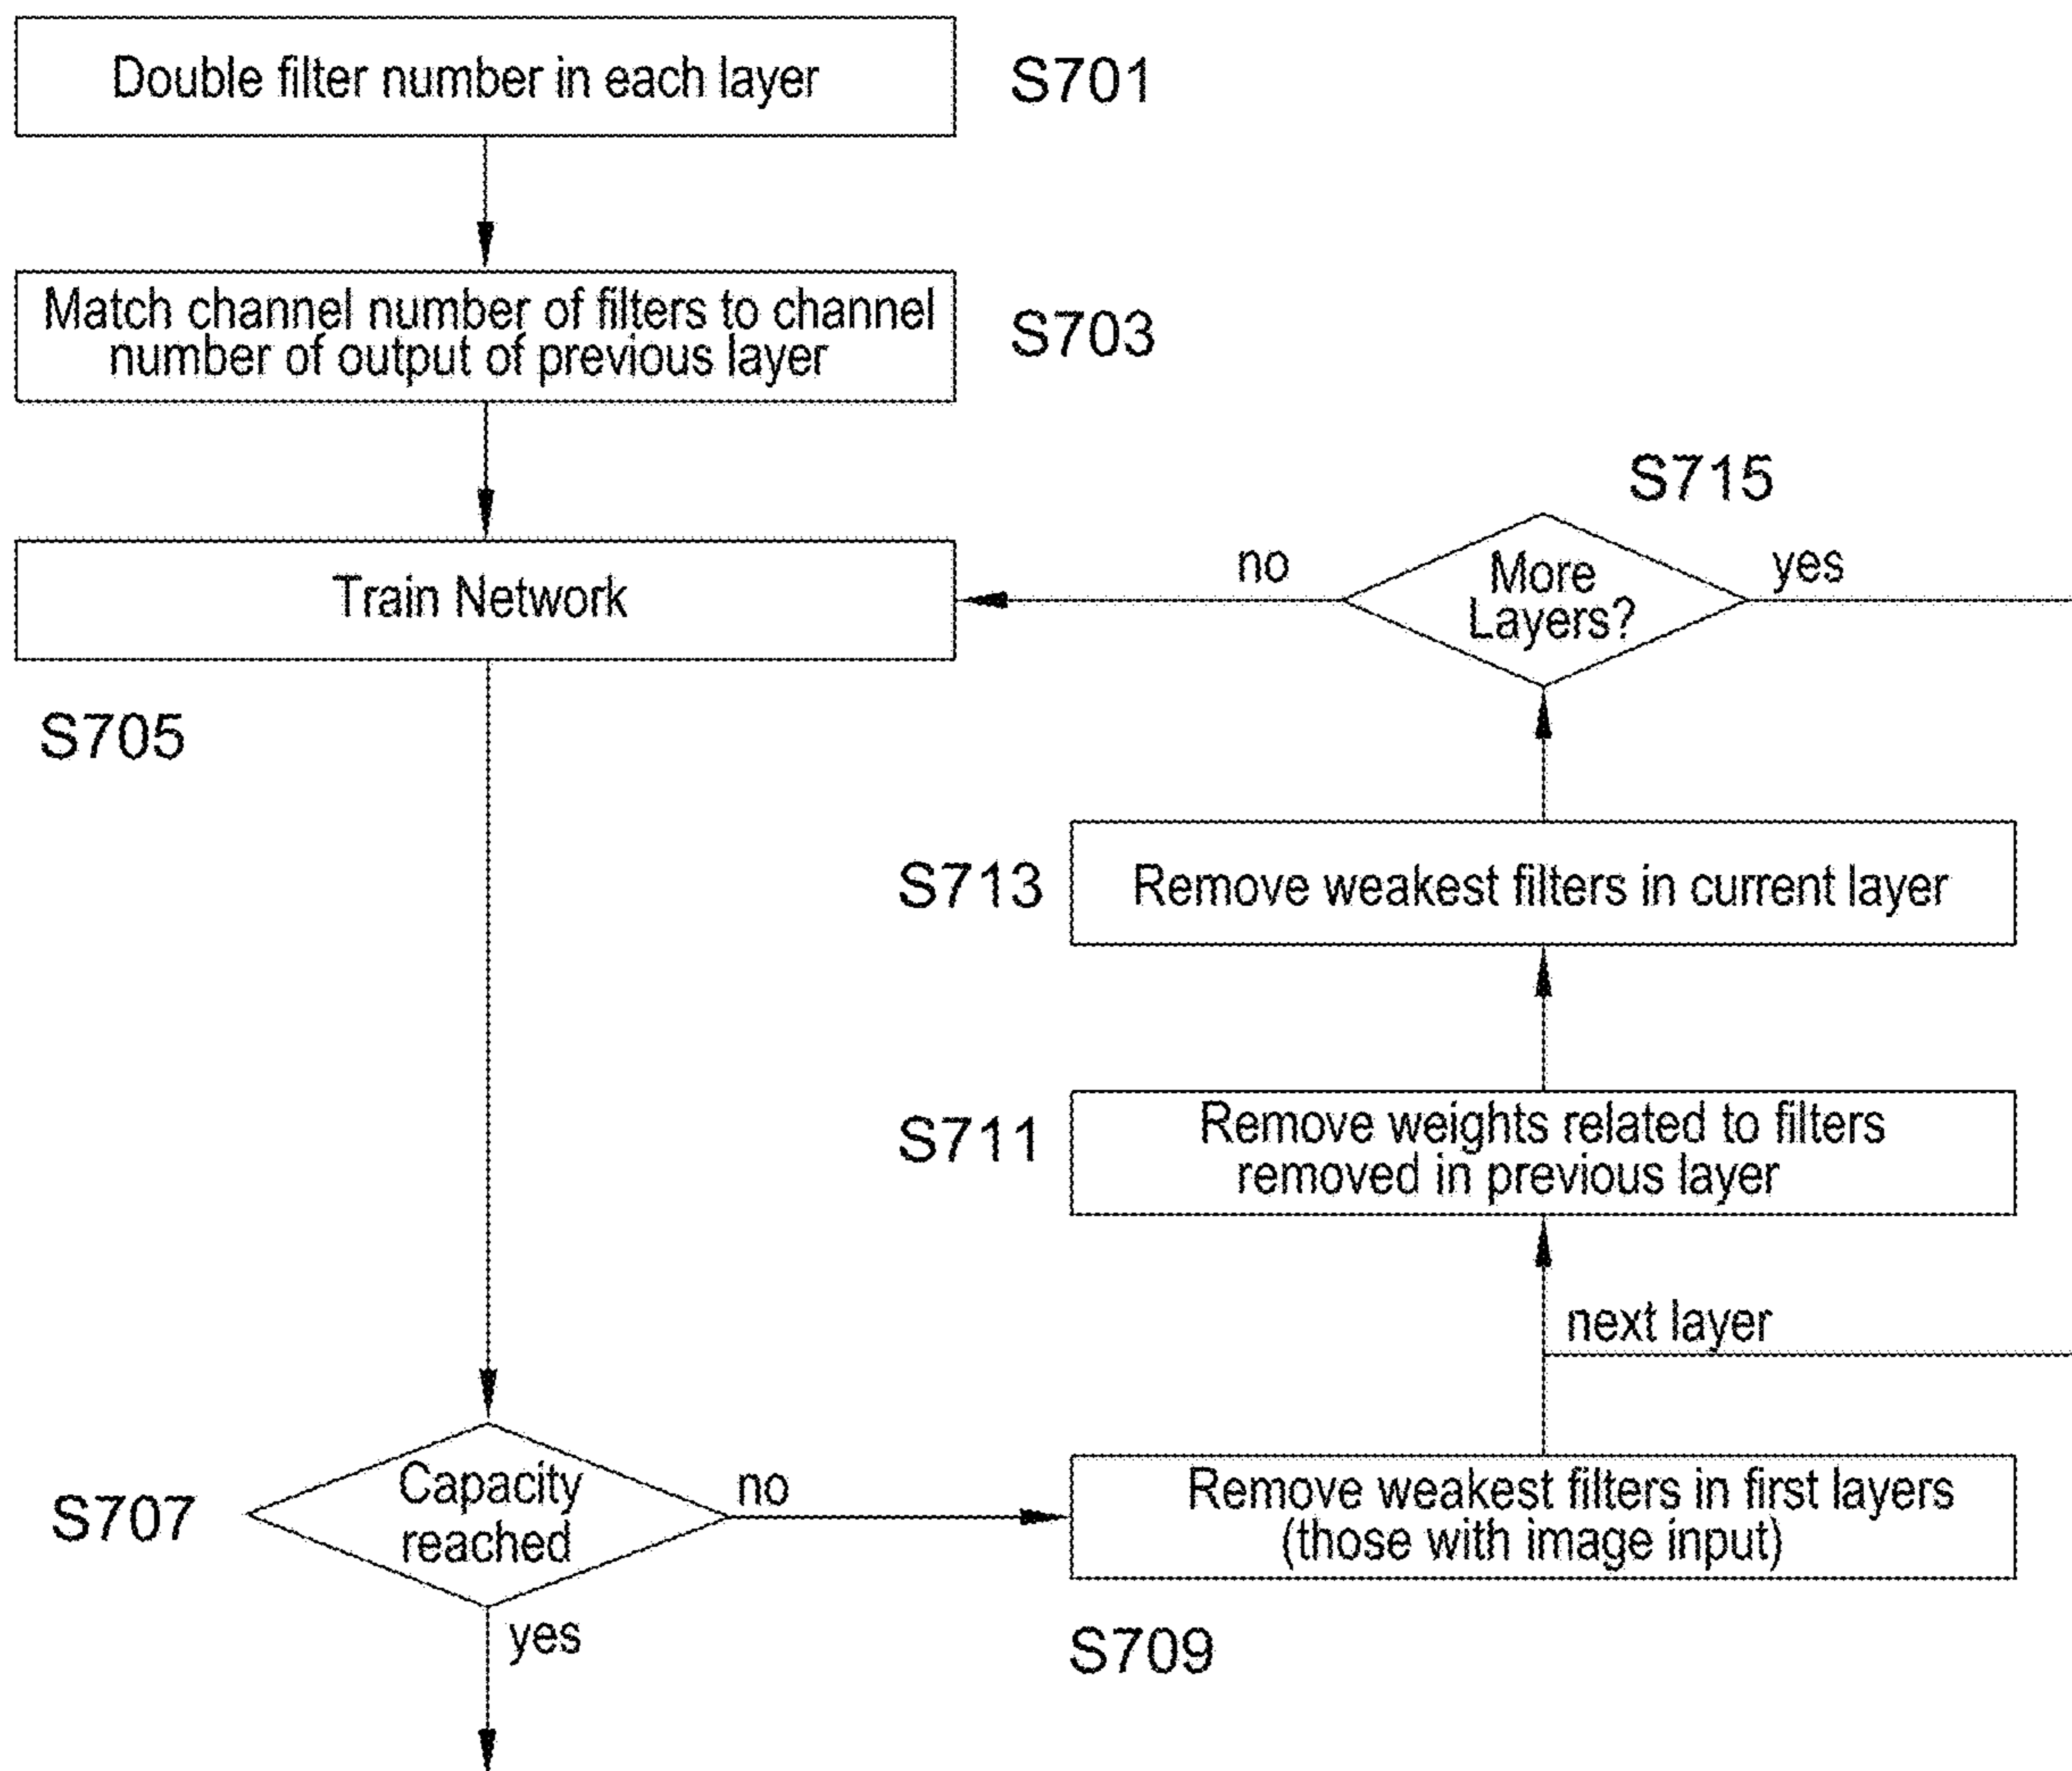 Double filter number in each layer
S701
Match channel number of filters to channel
number of output of previous layer
S703
Train Network
S705
S715
More
Layers?
no
yes
S713
Remove weakest filters in current layer
S711
Remove weights related to filters
removed in previous layer
next layer
S707
Capacity
reached
no
yes
Remove weakest filters in first layers
(those with image input)
S709